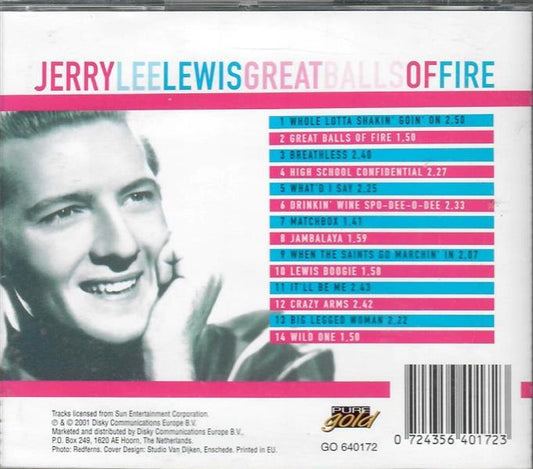 JERRYLEELEWISGREATBALLSOFFIRE
1 WHOLE LOTTA SHAKIN' GOIN' ON 2,50
2 GREAT BALLS OF FIRE 1,50
3 BREATHLESS 2,40
4 HIGH SCHOOL CONFIDENTIAL 2,27
5 WHAT'D I SAY 2,25
6 DRINKIN' WINE SPO-DEE-O-DEE 2,33
7 MATCHBOX 1,41
8 JAMBALAYA 1,59
9 WHEN THE SAINTS GO MARCHIN' IN 2,07
10 LEWIS BOOGIE 1,58
11 IT'LL BE ME 2,43
12 CRAZY ARMS 2,42
13 BIG LEGGED WOMAN 2,22
14 WILD ONE 1,50
Tracks licensed from Sun Entertainment Corporation.
℗ & © 2001 Disky Communications Europe B.V.
Marketed and distributed by Disky Communications Europe B.V.,
P.O. Box 249, 1620 AE Hoorn, The Netherlands.
Photo: Redferns. Cover Design: Studio Van Dijken, Enschede. Printed in EU.
PURE
gold
GO 640172
0 724356 401723